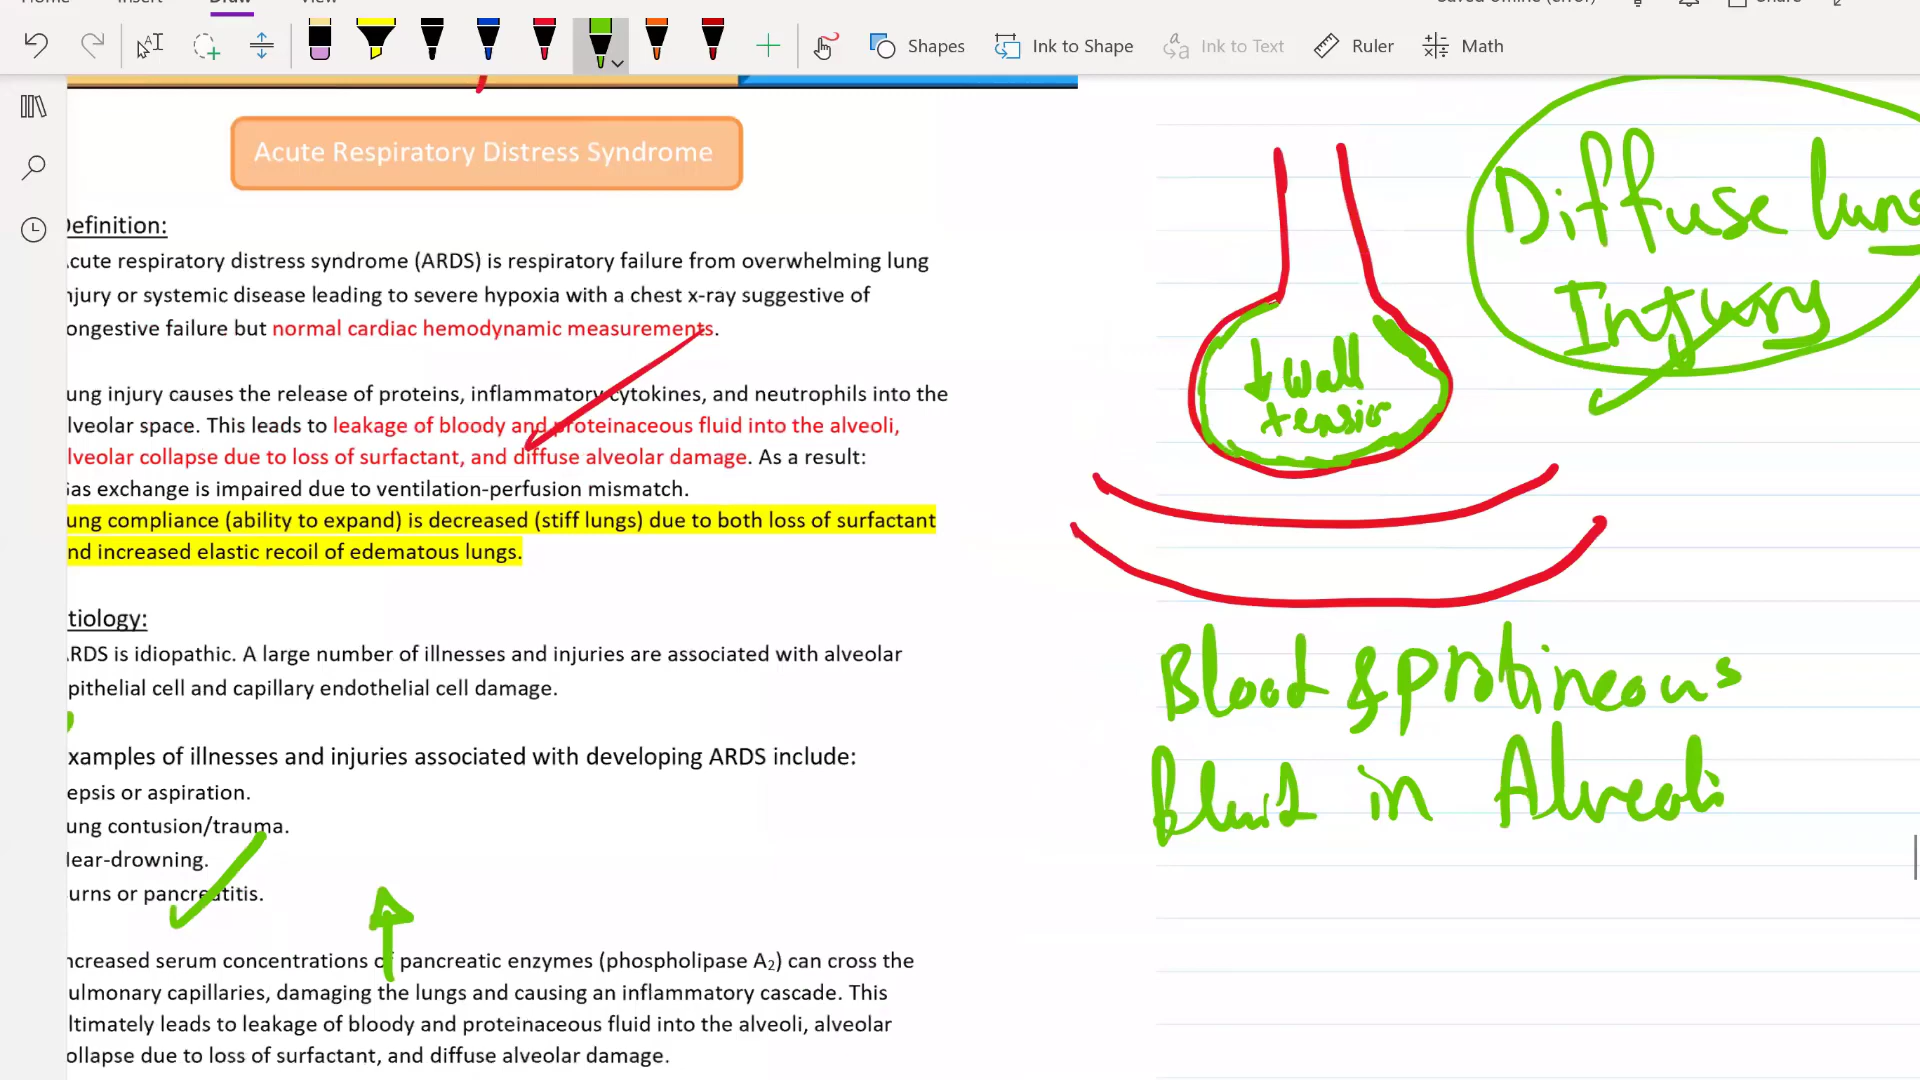 Home Insert Draw View Saved online (error) Share
Shapes Ink to Shape Ink to Text Ruler Math
Acute Respiratory Distress Syndrome
Definition:
cute respiratory distress syndrome (ARDS) is respiratory failure from overwhelming lung
njury or systemic disease leading to severe hypoxia with a chest x-ray suggestive of
ongestive failure but normal cardiac hemodynamic measurements.
ung injury causes the release of proteins, inflammatory cytokines, and neutrophils into the
lveolar space. This leads to leakage of bloody and proteinaceous fluid into the alveoli,
lveolar collapse due to loss of surfactant, and diffuse alveolar damage. As a result:
Gas exchange is impaired due to ventilation-perfusion mismatch.
ung compliance (ability to expand) is decreased (stiff lungs) due to both loss of surfactant
nd increased elastic recoil of edematous lungs.
tiology:
ARDS is idiopathic. A large number of illnesses and injuries are associated with alveolar
pithelial cell and capillary endothelial cell damage.
xamples of illnesses and injuries associated with developing ARDS include:
epsis or aspiration.
ung contusion/trauma.
Near-drowning.
urns or pancreatitis.
ncreased serum concentrations of pancreatic enzymes (phospholipase A₂) can cross the
ulmonary capillaries, damaging the lungs and causing an inflammatory cascade. This
ltimately leads to leakage of bloody and proteinaceous fluid into the alveoli, alveolar
ollapse due to loss of surfactant, and diffuse alveolar damage.
Diffuse lung
Injury
↓ wall
tension
Blood & protineous
fluid in Alveoli